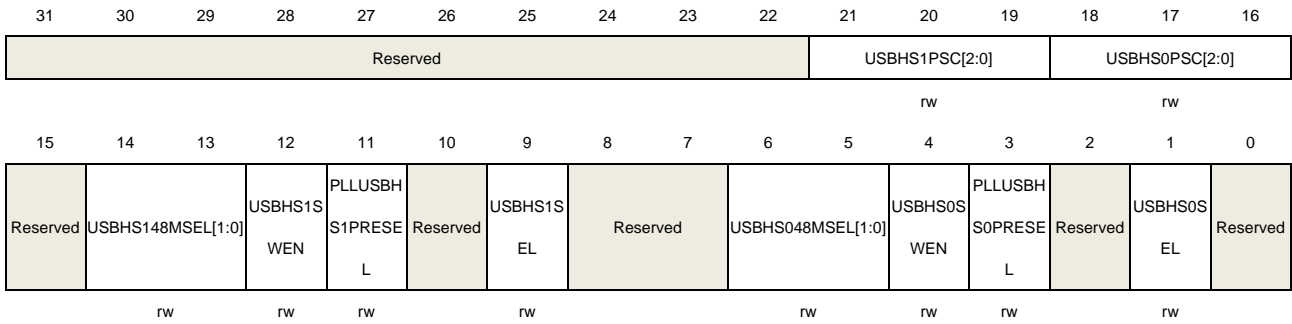 31 30 29 28 27 26 25 24 23 22 21 20 19 18 17 16
Reserved USBHS1PSC[2:0] USBHS0PSC[2:0]
rw rw
15 14 13 12 11 10 9 8 7 6 5 4 3 2 1 0
Reserved USBHS148MSEL[1:0] USBHS1S
WEN PLLUSBH
S1PRESE
L Reserved USBHS1S
EL Reserved USBHS048MSEL[1:0] USBHS0S
WEN PLLUSBH
S0PRESE
L Reserved USBHS0S
EL Reserved
rw rw rw rw rw rw rw rw